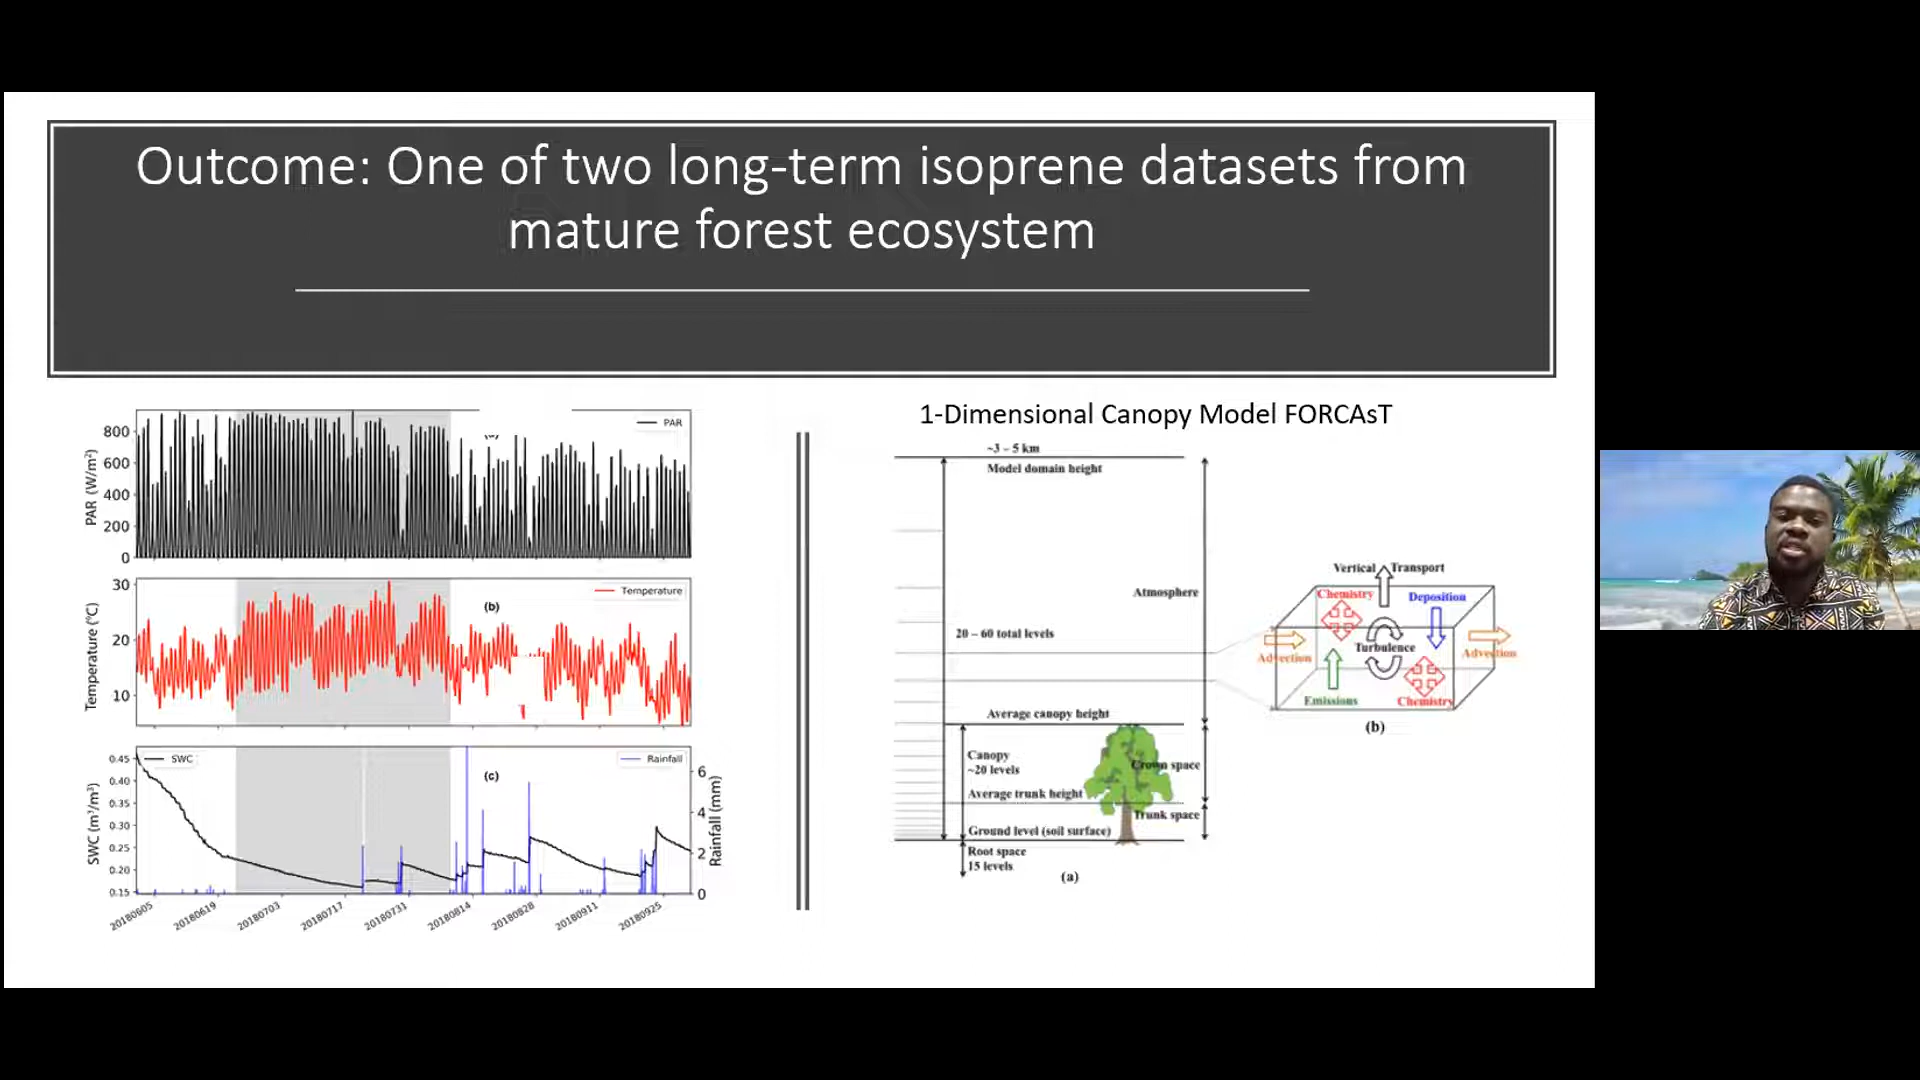 Outcome: One of two long-term isoprene datasets from
mature forest ecosystem
PAR (W/m²)
800
600
400
200
0
PAR
Temperature (°C)
30
20
10
(b)
Temperature
SWC (m³/m³)
0.45
0.40
0.35
0.30
0.25
0.20
0.15
SWC
(c)
Rainfall
6
4
2
0
Rainfall (mm)
20180605
20180619
20180703
20180717
20180731
20180814
20180828
20180911
20180925
1-Dimensional Canopy Model FORCAsT
~3 – 5 km
Model domain height
Atmosphere
20 – 60 total levels
Average canopy height
Canopy
~20 levels
Crown space
Average trunk height
Trunk space
Ground level (soil surface)
Root space
15 levels
(a)
Vertical Transport
Chemistry
Deposition
Turbulence
Advection
Advection
Emissions
Chemistry
(b)